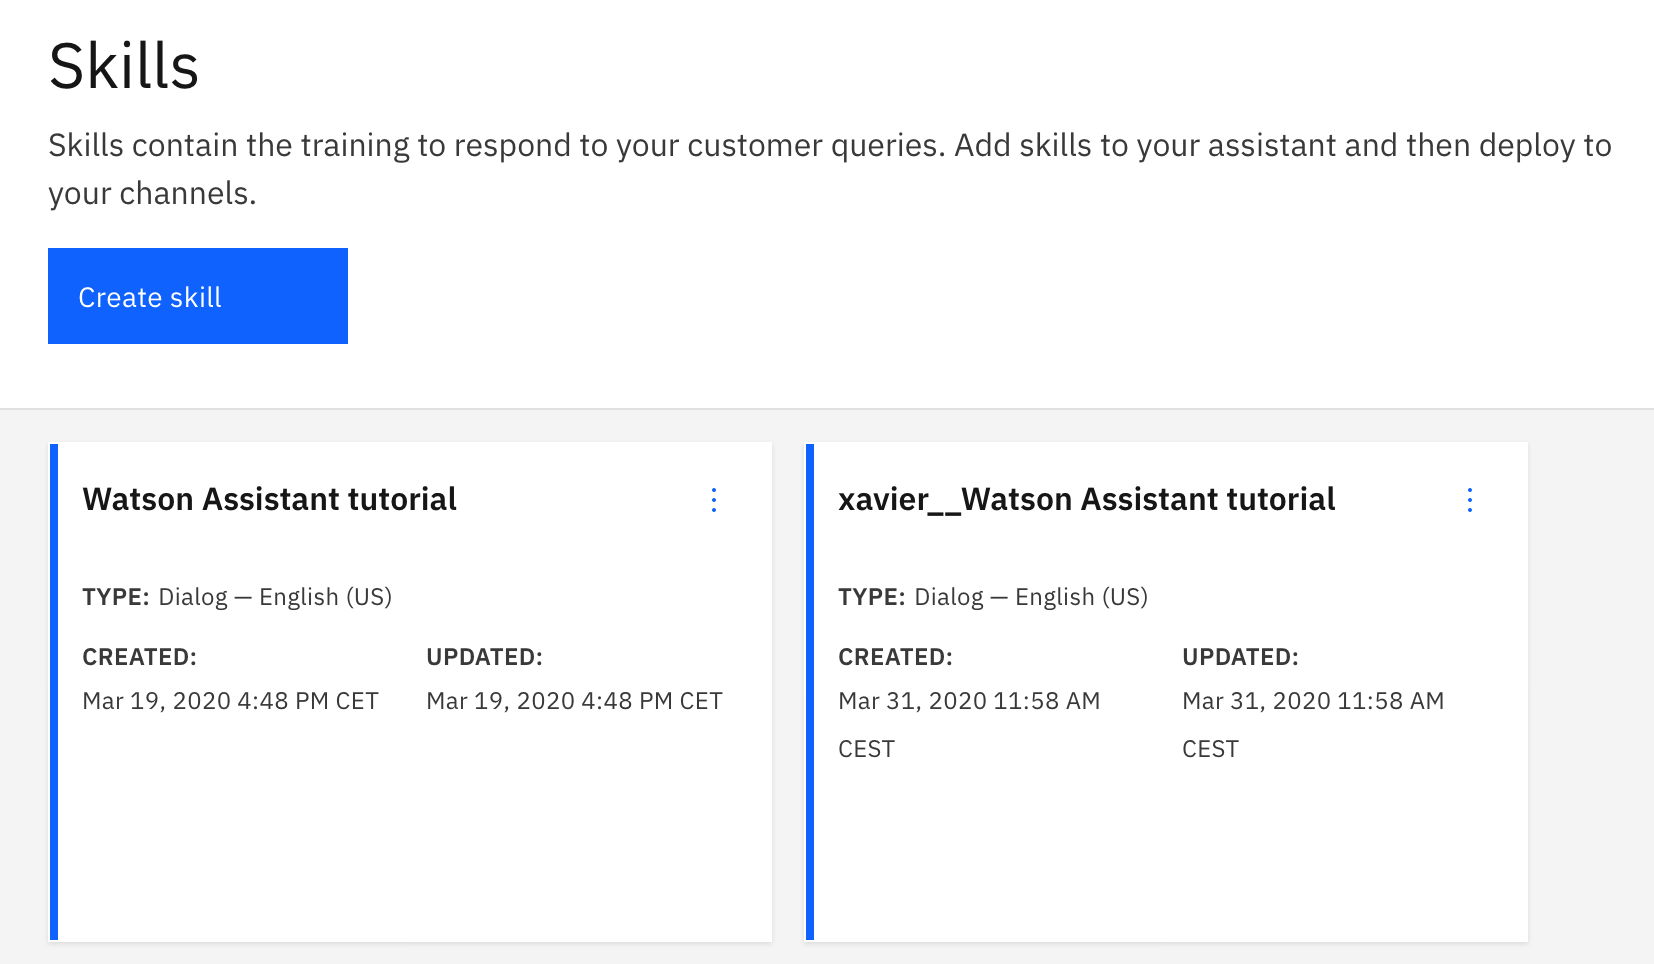 Skills
Skills contain the training to respond to your customer queries. Add skills to your assistant and then deploy to
your channels.
Create skill
Watson Assistant tutorial
TYPE: Dialog — English (US)
CREATED:
Mar 19, 2020 4:48 PM CET
UPDATED:
Mar 19, 2020 4:48 PM CET
xavier__Watson Assistant tutorial
TYPE: Dialog — English (US)
CREATED:
Mar 31, 2020 11:58 AM
CEST
UPDATED:
Mar 31, 2020 11:58 AM
CEST